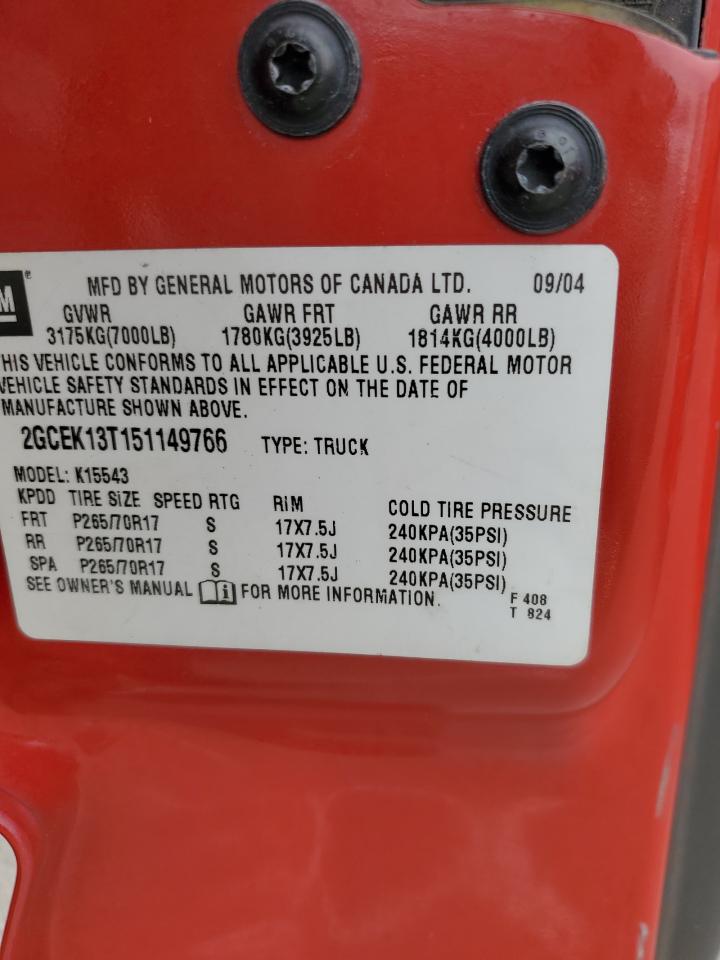 M®
MFD BY GENERAL MOTORS OF CANADA LTD. 09/04
GVWR GAWR FRT GAWR RR
3175KG(7000LB) 1780KG(3925LB) 1814KG(4000LB)
THIS VEHICLE CONFORMS TO ALL APPLICABLE U.S. FEDERAL MOTOR
VEHICLE SAFETY STANDARDS IN EFFECT ON THE DATE OF
MANUFACTURE SHOWN ABOVE.
2GCEK13T151149766 TYPE: TRUCK
MODEL: K15543
KPDD TIRE SIZE SPEED RTG RIM COLD TIRE PRESSURE
FRT P265/70R17 S 17X7.5J 240KPA(35PSI)
RR P265/70R17 S 17X7.5J 240KPA(35PSI)
SPA P265/70R17 S 17X7.5J 240KPA(35PSI)
SEE OWNER'S MANUAL FOR MORE INFORMATION.
F 408
T 824